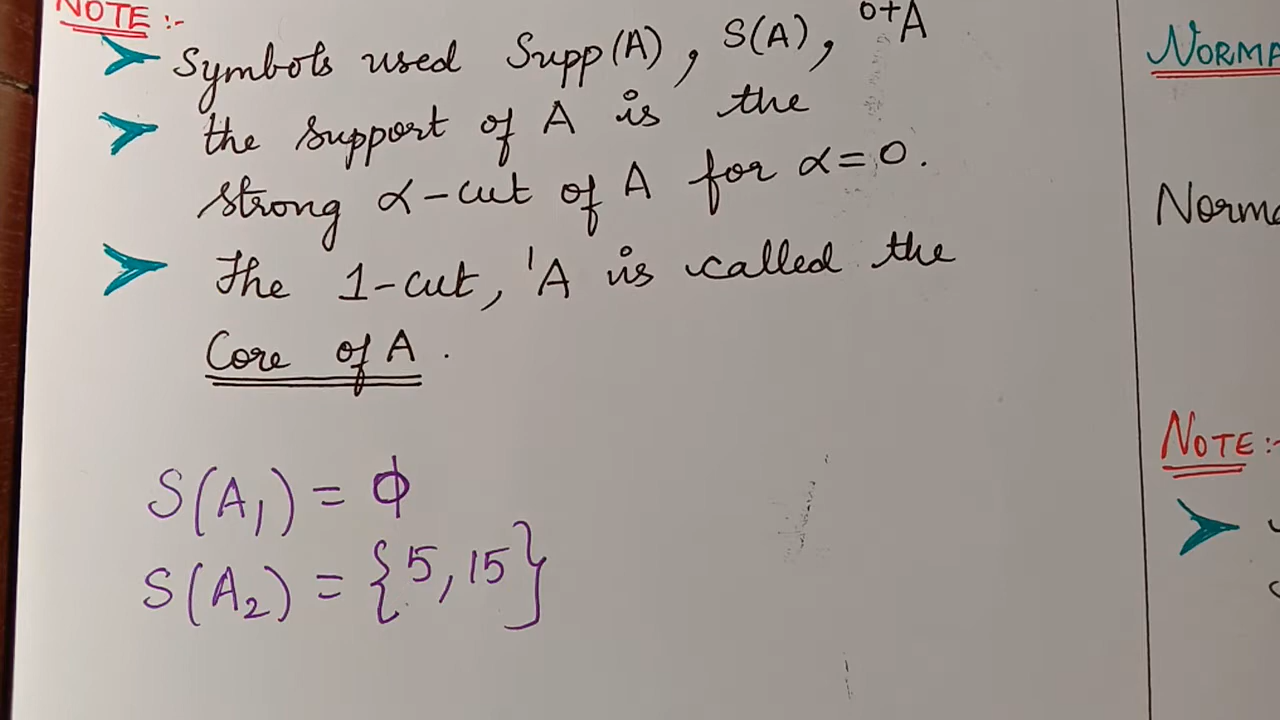 NOTE :-
➤ Symbols used Supp(A), S(A), ⁰⁺A
➤ the support of A is the
strong α-cut of A for α=0.
➤ The 1-cut, ¹A is called the
Core of A.
S(A₁) = ϕ
S(A₂) = {5, 15}
NORMA
Norma
NOTE :-
➤